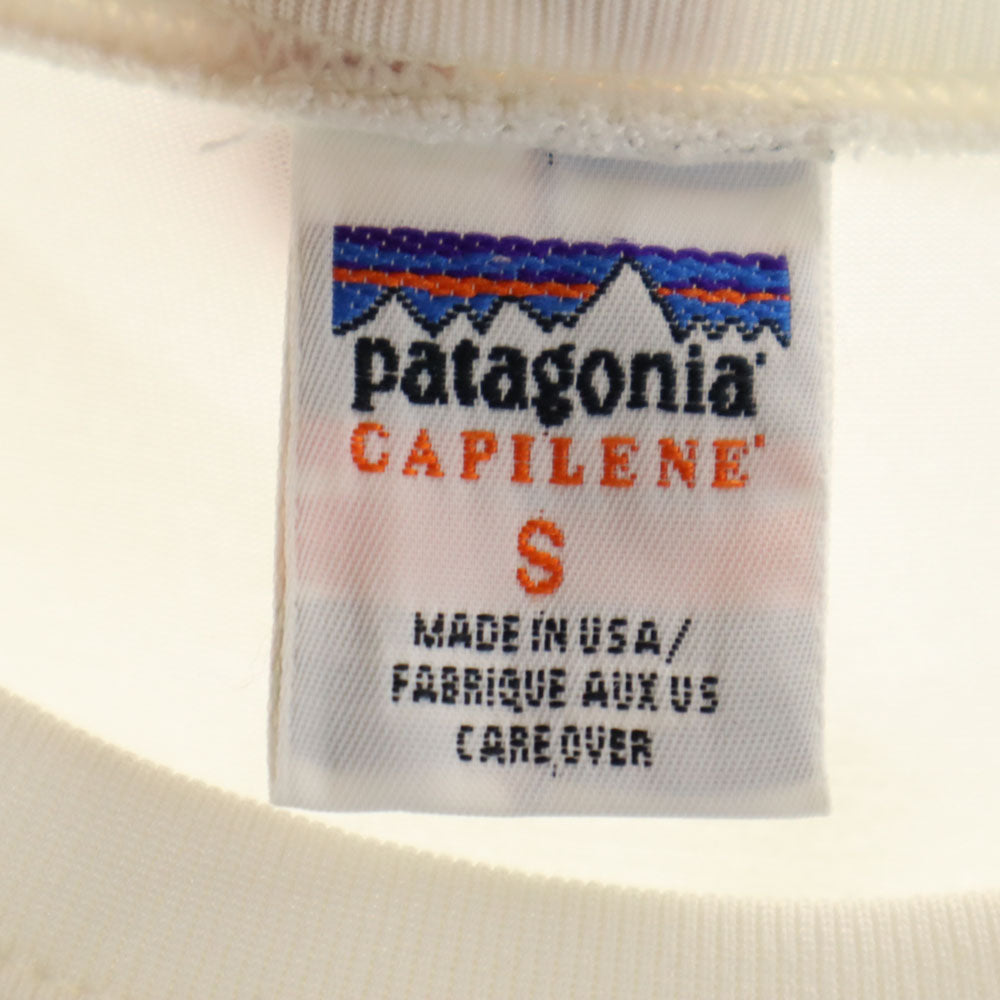 patagonia
CAPILENE
S
MADE IN USA/
FABRIQUE AUX US
CARE OVER